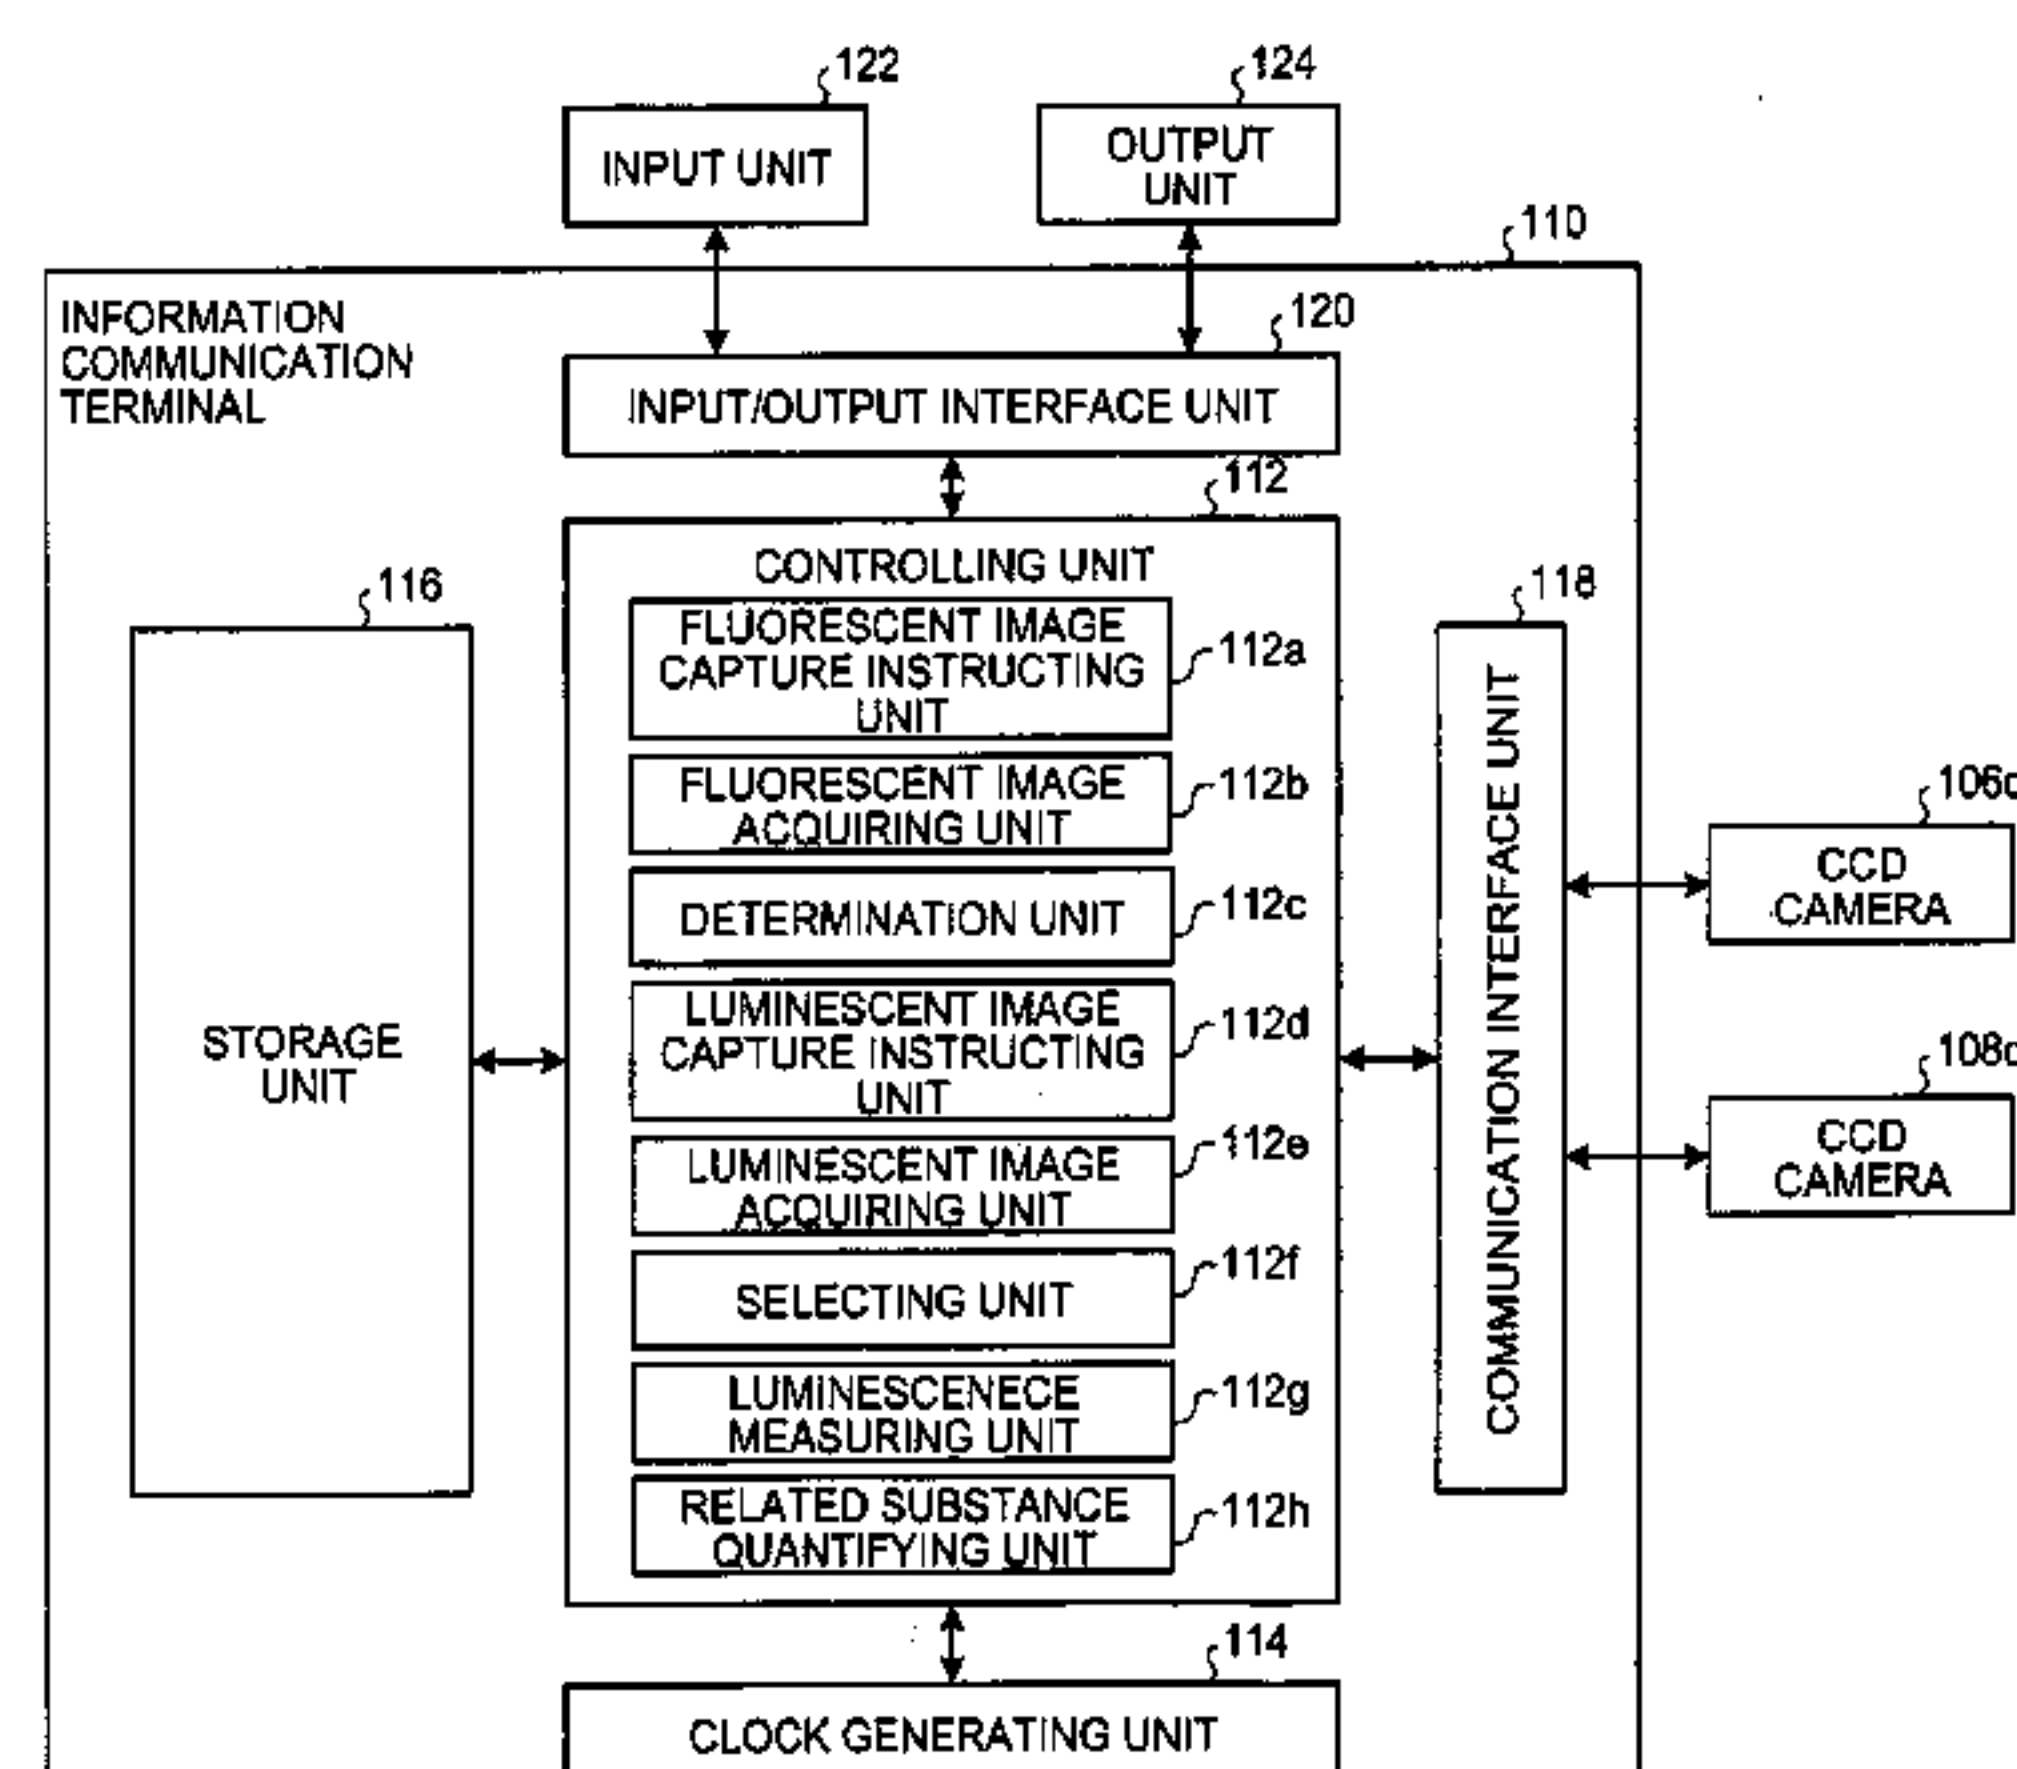 122
124
INPUT UNIT
OUTPUT
UNIT
110
INFORMATION
COMMUNICATION
TERMINAL
120
INPUT/OUTPUT INTERFACE UNIT
112
CONTROLLING UNIT
116
118
FLUORESCENT IMAGE
CAPTURE INSTRUCTING
UNIT
112a
FLUORESCENT IMAGE
ACQUIRING UNIT
112b
DETERMINATION UNIT
112c
LUMINESCENT IMAGE
CAPTURE INSTRUCTING
UNIT
112d
LUMINESCENT IMAGE
ACQUIRING UNIT
112e
SELECTING UNIT
112f
LUMINESCENECE
MEASURING UNIT
112g
RELATED SUBSTANCE
QUANTIFYING UNIT
112h
STORAGE
UNIT
COMMUNICATION INTERFACE UNIT
CCD
CAMERA
CCD
CAMERA
114
CLOCK GENERATING UNIT